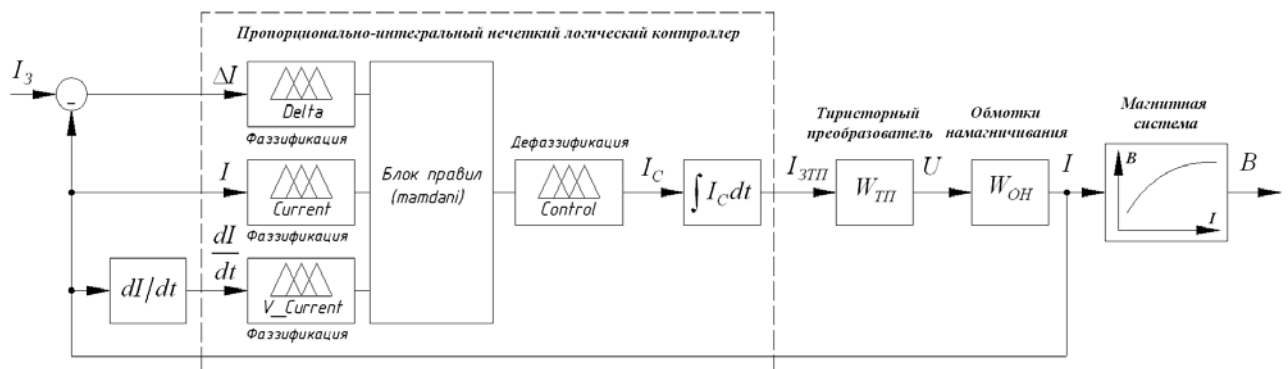 Пропорционально-интегральный нечеткий логический контроллер
I_З
-
ΔI
Delta
Фаззификация
I
Current
Фаззификация
dI/dt
dI
dt
V_Current
Фаззификация
Блок правил
(mamdani)
Дефаззификация
Control
I_C
∫ I_C dt
I_ЗТП
Тиристорный
преобразователь
W_ТП
U
Обмотки
намагничивания
W_ОН
I
Магнитная
система
B
I
B